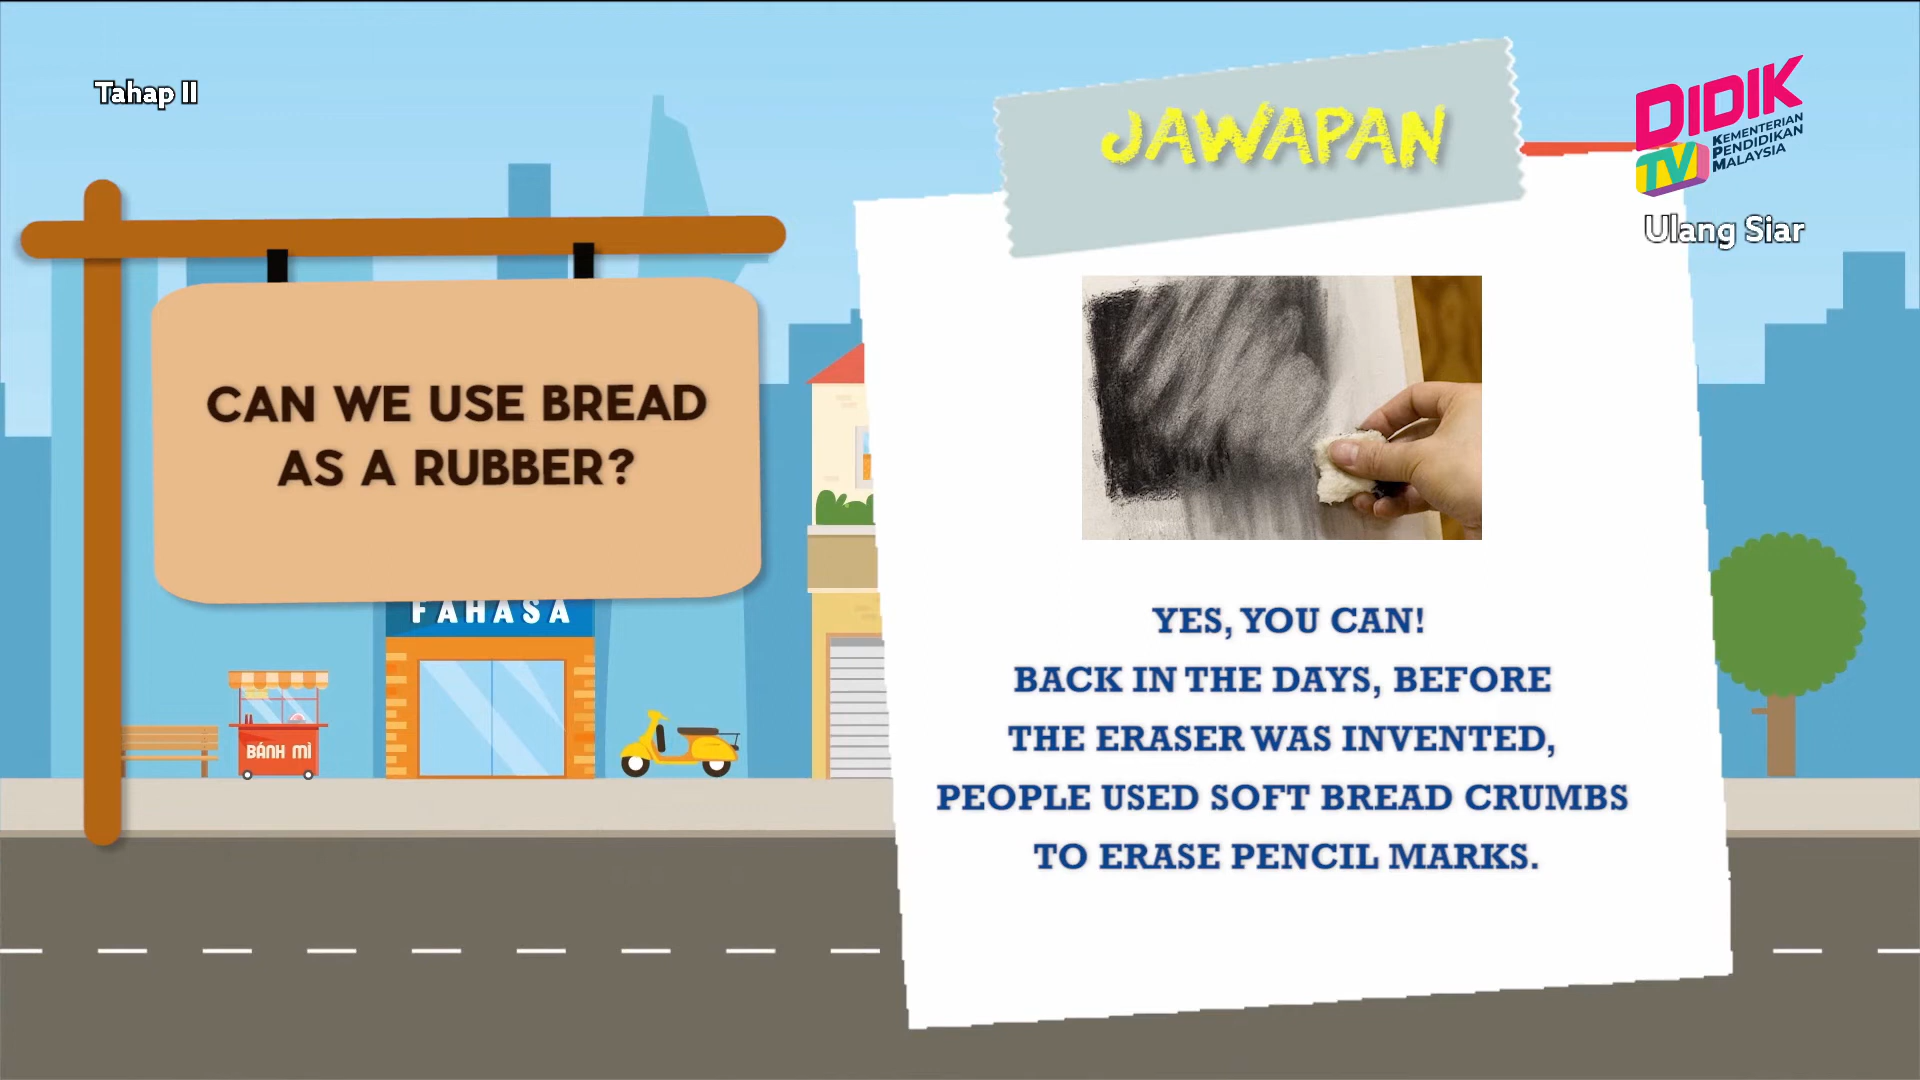 Tahap II
JAWAPAN
DIDIK
TV
KEMENTERIAN
PENDIDIKAN
MALAYSIA
Ulang Siar
CAN WE USE BREAD
AS A RUBBER?
FAHASA
BÁNH MÌ
YES, YOU CAN!
BACK IN THE DAYS, BEFORE
THE ERASER WAS INVENTED,
PEOPLE USED SOFT BREAD CRUMBS
TO ERASE PENCIL MARKS.